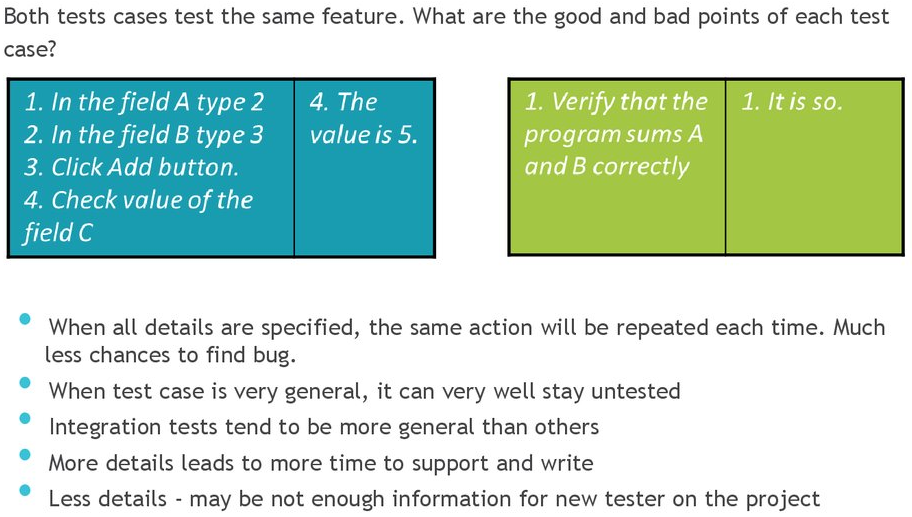 Both tests cases test the same feature. What are the good and bad points of each test
case?
1. In the field A type 2
2. In the field B type 3
3. Click Add button.
4. Check value of the
field C
4. The
value is 5.
1. Verify that the
program sums A
and B correctly
1. It is so.
• When all details are specified, the same action will be repeated each time. Much
less chances to find bug.
• When test case is very general, it can very well stay untested
• Integration tests tend to be more general than others
• More details leads to more time to support and write
• Less details - may be not enough information for new tester on the project